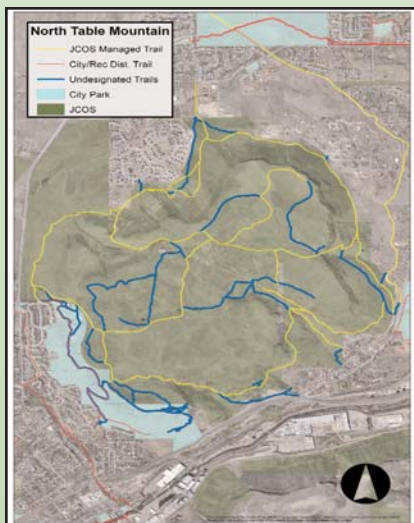 North Table Mountain
JCOS Managed Trail
City/Rec Dist. Trail
Undesignated Trails
City Park
JCOS